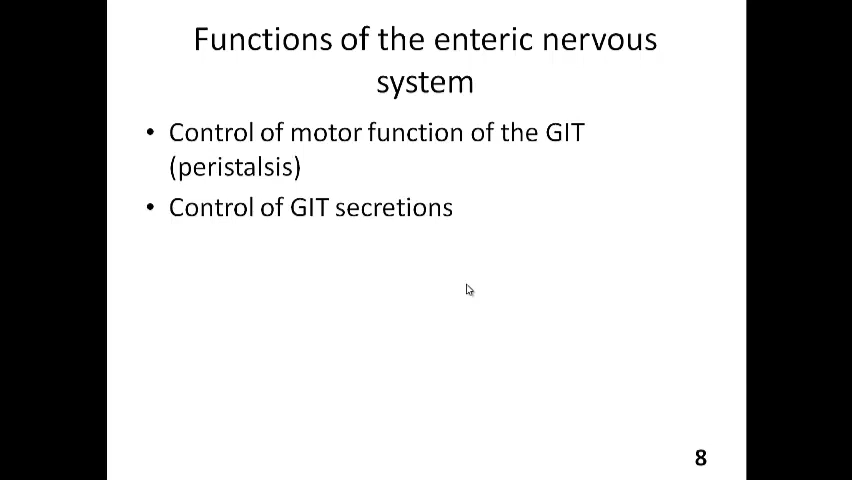 Functions of the enteric nervous
system
• Control of motor function of the GIT
(peristalsis)
• Control of GIT secretions
8